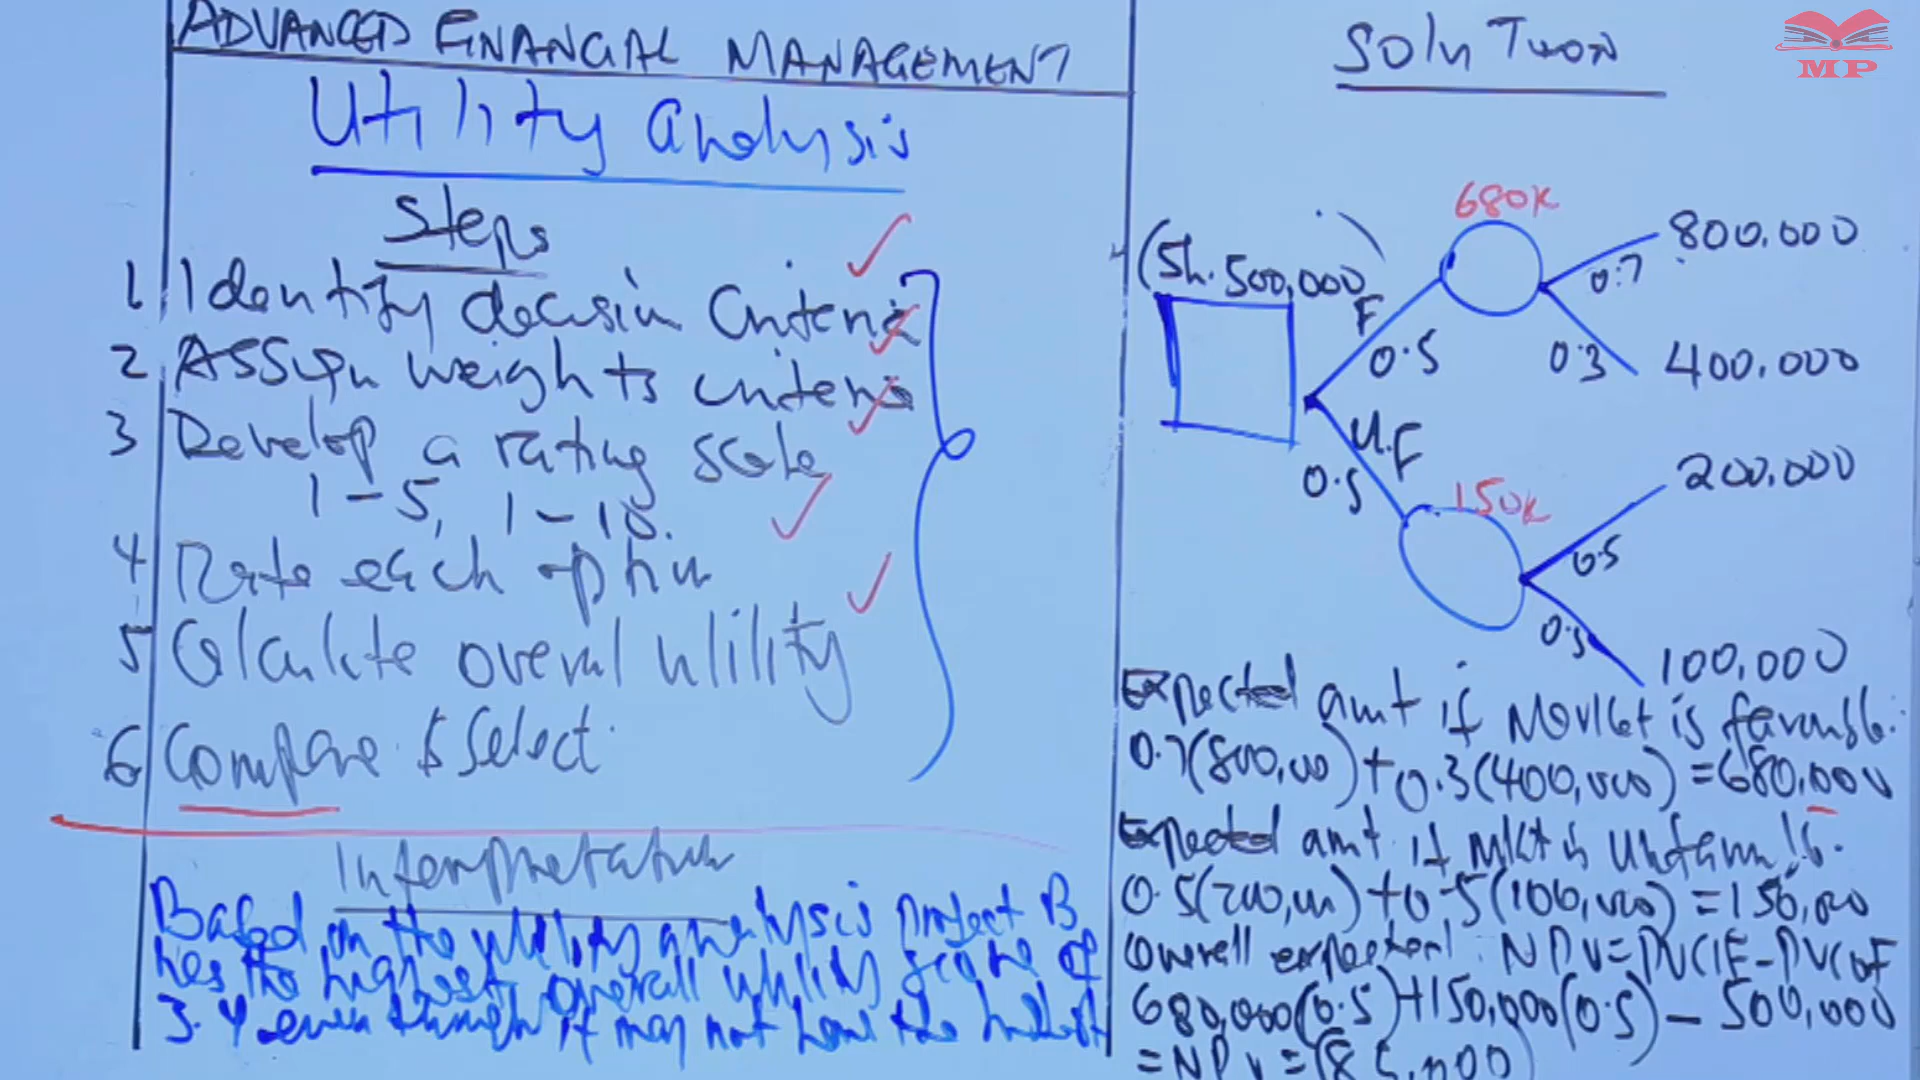 ADVANCED FINANCIAL MANAGEMENT
Utility analysis
Steps
1 Identify decision Criteria
2 Assign weights criteria
3 Develop a rating scale
1-5, 1-10.
4 Rate each option
5 Calculate overall utility
6 Compare & Select
Interpretation
Based on the utility analysis project B
has the highest overall utility score of
3.4 even though it may not have the highest
Solution
MP
(Sh. 500,000
F
0.5
U.F
0.5
680K
0.7
800,000
0.3
400,000
150K
0.5
200,000
0.5
100,000
Expected amt if Market is
0.7(800,00)+0.3(400,000)=680,000
Expected amt if Mkt is
0.5(200,000)+0.5(100,000)=150,000
Overall NPV=PVCIF-PVCOF
680,000(0.5)+150,000(0.5)-500,000
=NPV=(85,000)